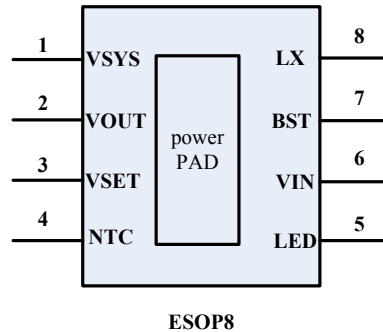 1 VSYS LX 8
2 VOUT BST 7
3 VSET VIN 6
4 NTC LED 5
power
PAD
ESOP8